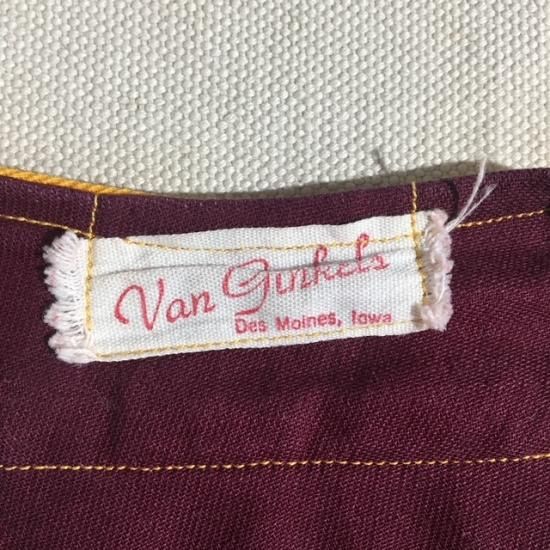 Van Ginkels
Des Moines, Iowa